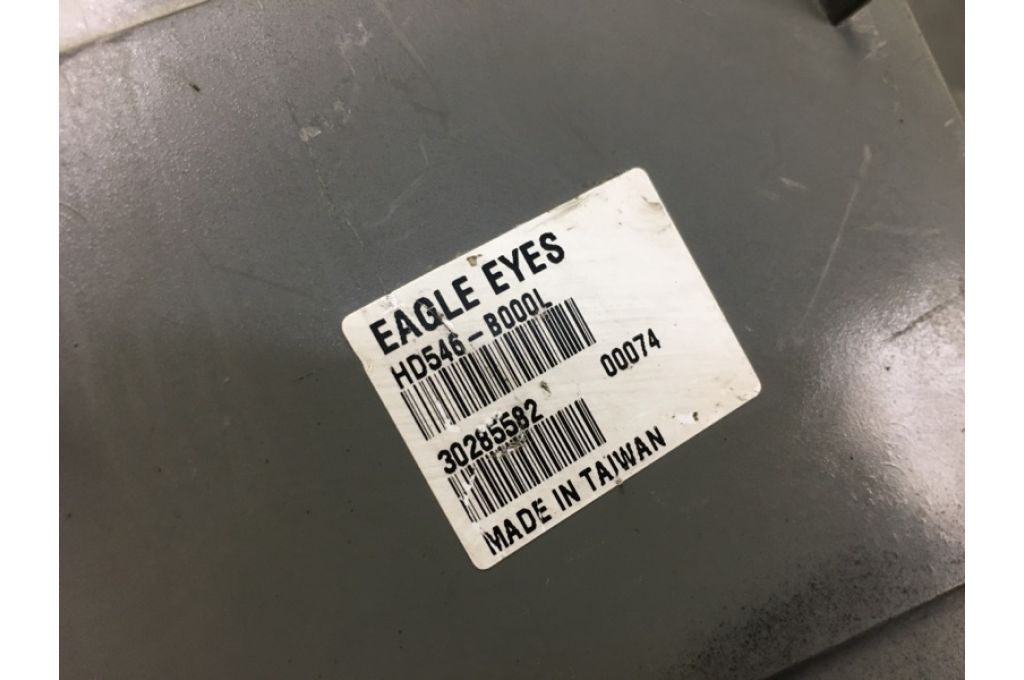 EAGLE EYES
HD546-B000L
00074
30285582
MADE IN TAIWAN